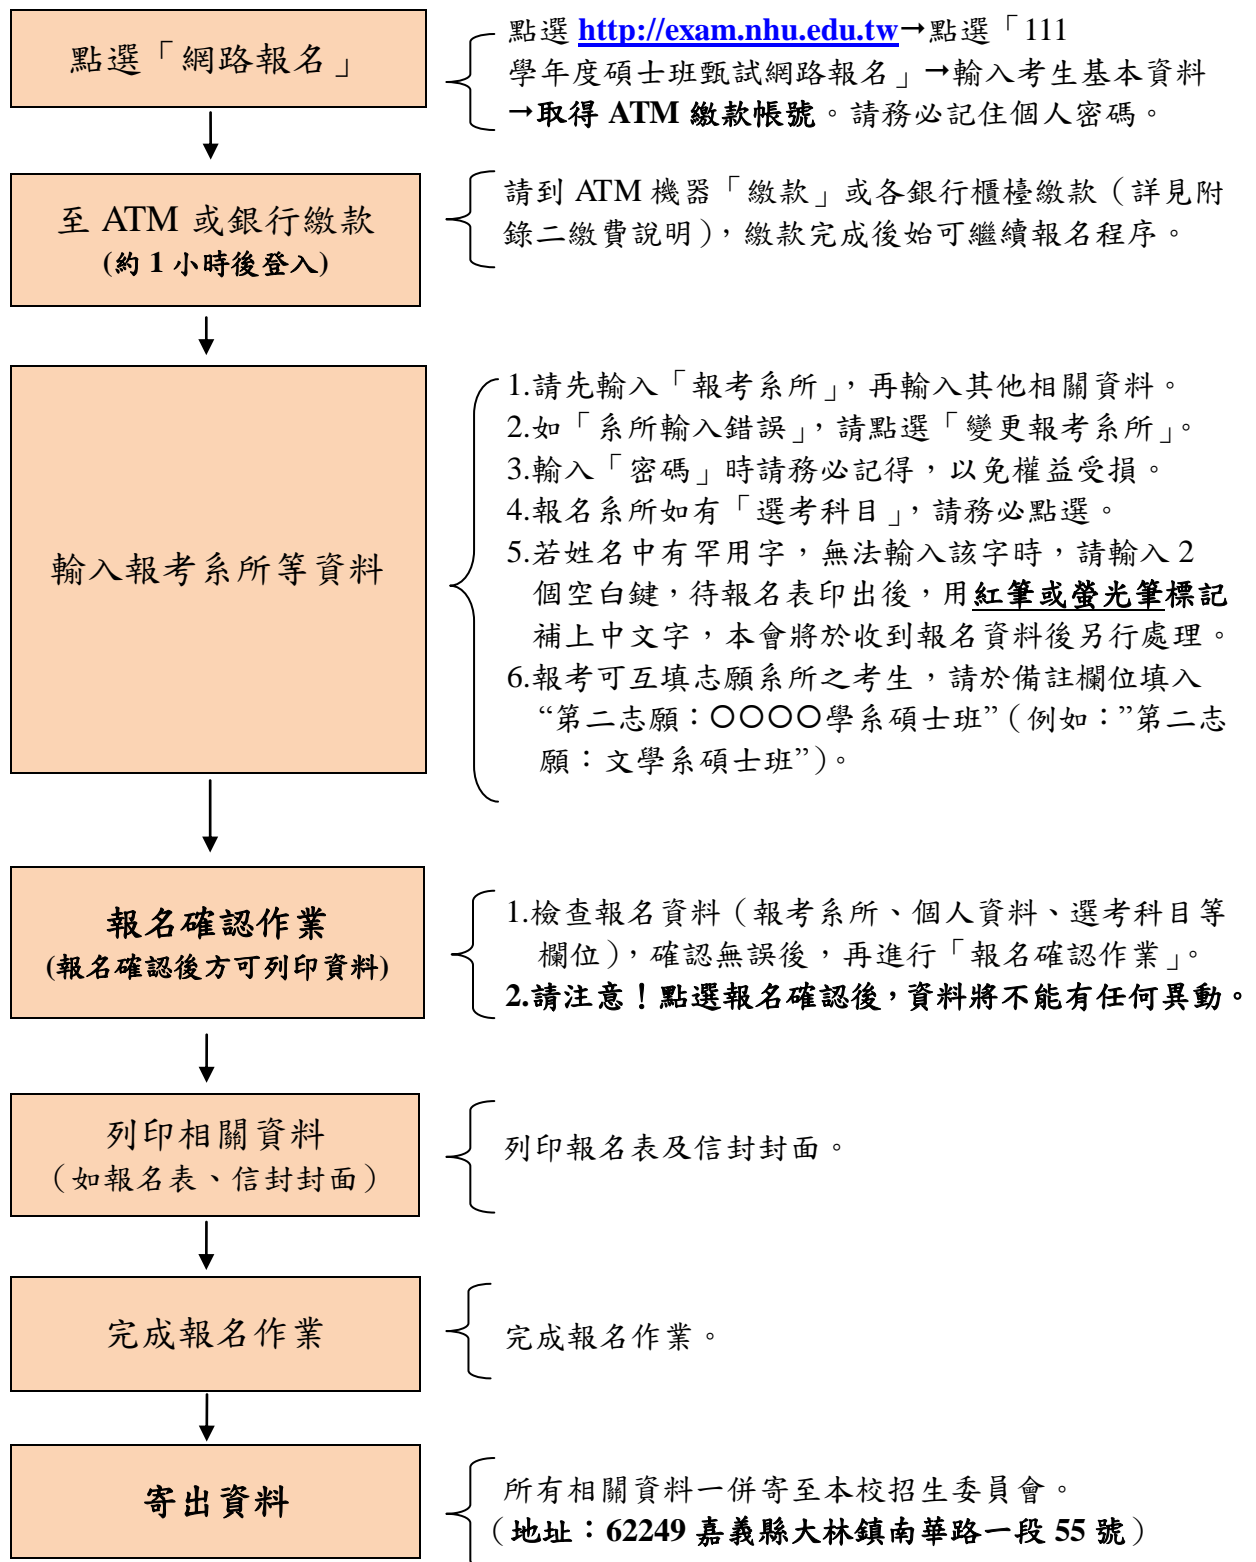 點選「網路報名」
點選 http://exam.nhu.edu.tw→點選「111
學年度碩士班甄試網路報名」→輸入考生基本資料
→取得 ATM 繳款帳號。請務必記住個人密碼。
至 ATM 或銀行繳款
(約 1 小時後登入)
請到 ATM 機器「繳款」或各銀行櫃檯繳款（詳見附
錄二繳費說明），繳款完成後始可繼續報名程序。
輸入報考系所等資料
1.請先輸入「報考系所」，再輸入其他相關資料。
2.如「系所輸入錯誤」，請點選「變更報考系所」。
3.輸入「密碼」時請務必記得，以免權益受損。
4.報名系所如有「選考科目」，請務必點選。
5.若姓名中有罕用字，無法輸入該字時，請輸入 2
個空白鍵，待報名表印出後，用紅筆或螢光筆標記
補上中文字，本會將於收到報名資料後另行處理。
6.報考可互填志願系所之考生，請於備註欄位填入
“第二志願：〇〇〇〇學系碩士班”（例如：”第二志
願：文學系碩士班”）。
報名確認作業
(報名確認後方可列印資料)
1.檢查報名資料（報考系所、個人資料、選考科目等
欄位），確認無誤後，再進行「報名確認作業」。
2.請注意！點選報名確認後，資料將不能有任何異動。
列印相關資料
（如報名表、信封封面）
列印報名表及信封封面。
完成報名作業
完成報名作業。
寄出資料
所有相關資料一併寄至本校招生委員會。
（地址：62249 嘉義縣大林鎮南華路一段 55 號）